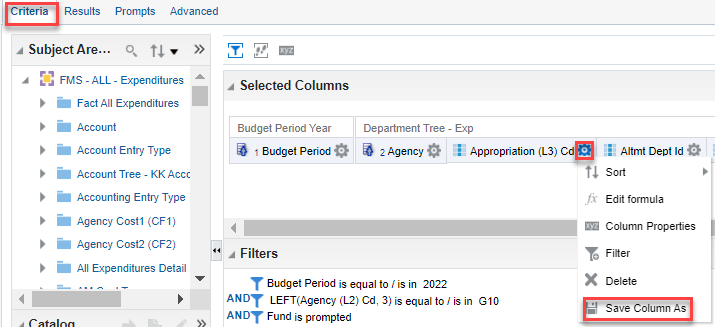 Criteria Results Prompts Advanced
Subject Are...
FMS - ALL - Expenditures
Fact All Expenditures
Account
Account Entry Type
Account Tree - KK Acco
Accounting Entry Type
Agency Cost1 (CF1)
Agency Cost2 (CF2)
All Expenditures Detail
Catalog
xyz
Selected Columns
Budget Period Year Department Tree - Exp
1 Budget Period 2 Agency Appropriation (L3) Cd Altmt Dept Id
Sort
fx Edit formula
xyz Column Properties
Filter
Delete
Save Column As
Filters
Budget Period is equal to / is in 2022
AND LEFT(Agency (L2) Cd, 3) is equal to / is in G10
AND Fund is prompted